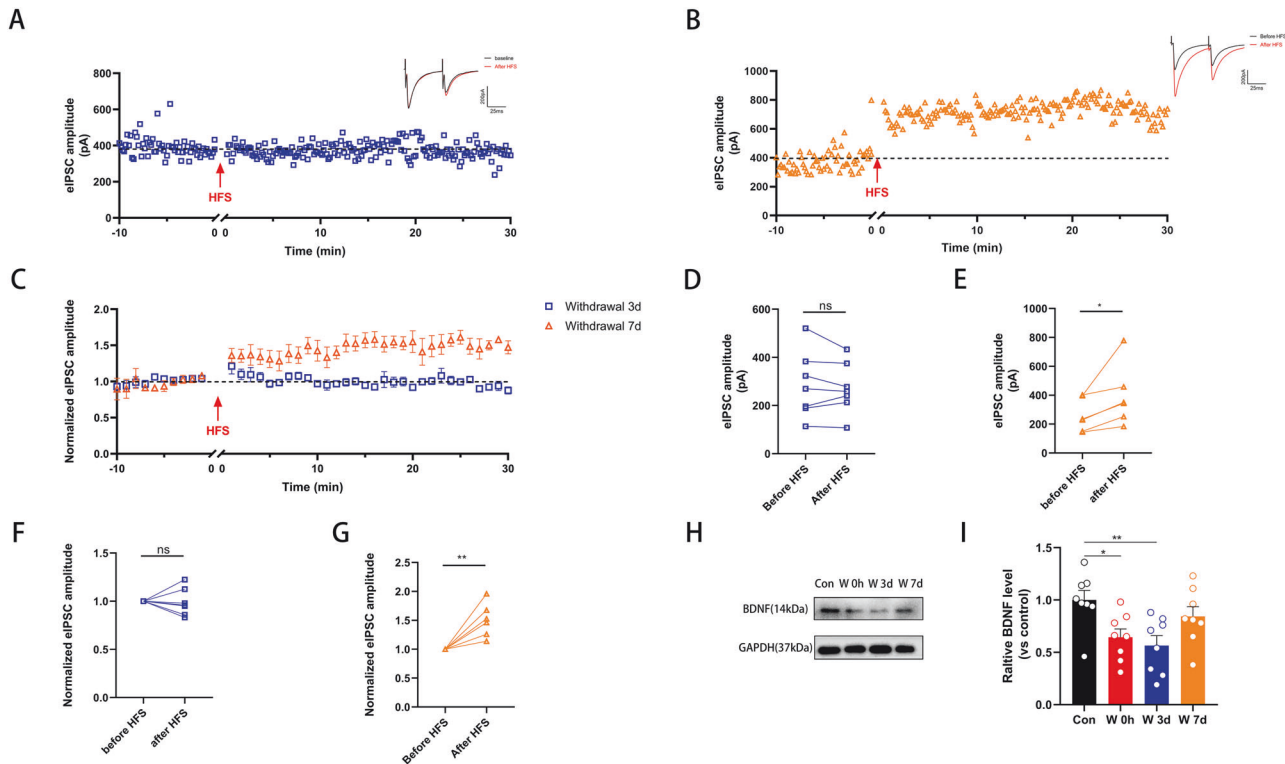 A
baseline
After HFS
200pA
25ms
eIPSC amplitude
(pA)
800
600
400
200
0
HFS
-10
0
0
10
20
30
Time (min)
B
Before HFS
After HFS
200pA
25ms
eIPSC amplitude
(pA)
1000
800
600
400
200
0
HFS
-10
0
0
10
20
30
Time (min)
C
Normalized eIPSC amplitude
2.0
1.5
1.0
0.5
0.0
HFS
-10
0
0
10
20
30
Time (min)
Withdrawal 3d
Withdrawal 7d
D
ns
eIPSC amplitude
(pA)
600
400
200
0
Before HFS
After HFS
E
*
eIPSC amplitude
(pA)
1000
800
600
400
200
0
before HFS
after HFS
F
ns
Normalized eIPSC amplitude
1.5
1.0
0.5
0.0
before HFS
after HFS
G
**
Normalized eIPSC amplitude
2.5
2.0
1.5
1.0
0.5
0.0
Before HFS
After HFS
H
Con W 0h W 3d W 7d
BDNF(14kDa)
GAPDH(37kDa)
I
**
*
Raltive BDNF level
(vs control)
1.5
1.0
0.5
0.0
Con W 0h W 3d W 7d